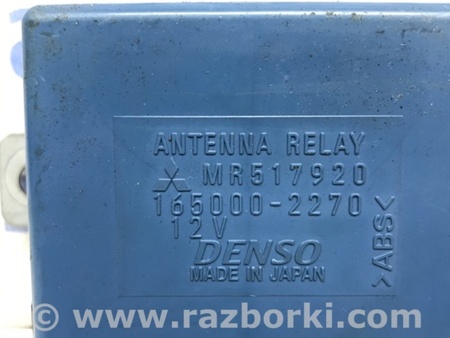 ANTENNA RELAY
MR517920
165000-2270
12V
DENSO
MADE IN JAPAN
>ABS<
© www.razborki.com